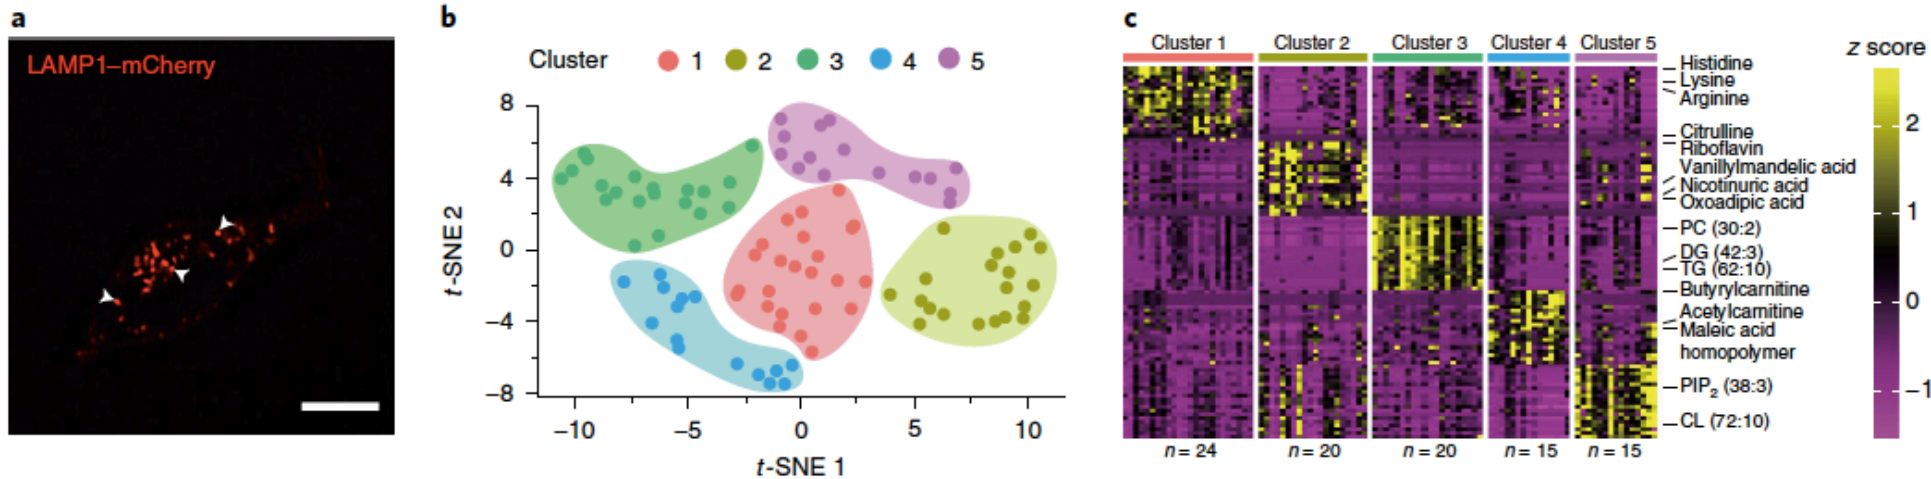 a
LAMP1–mCherry
b
Cluster 1 2 3 4 5
8
4
0
–4
–8
t-SNE 2
–10 –5 0 5 10
t-SNE 1
c
Cluster 1 Cluster 2 Cluster 3 Cluster 4 Cluster 5
Histidine
Lysine
Arginine
Citrulline
Riboflavin
Vanillylmandelic acid
Nicotinuric acid
Oxoadipic acid
PC (30:2)
DG (42:3)
TG (62:10)
Butyrylcarnitine
Acetylcarnitine
Maleic acid
homopolymer
PIP2 (38:3)
CL (72:10)
n = 24 n = 20 n = 20 n = 15 n = 15
z score
2
1
0
–1